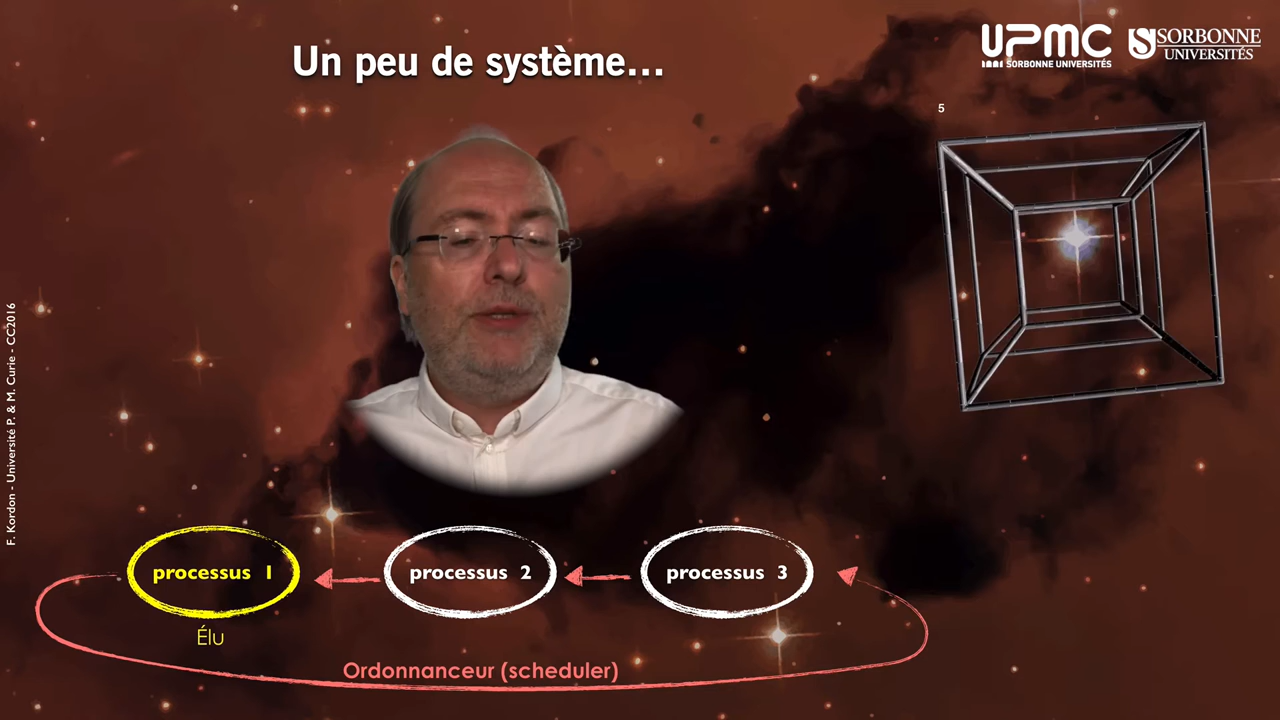 Un peu de système...
UPMC
SORBONNE UNIVERSITÉS
SORBONNE
UNIVERSITÉS
5
F. Kordon - Université P. & M. Curie - CC2016
processus 1
processus 2
processus 3
Élu
Ordonnanceur (scheduler)